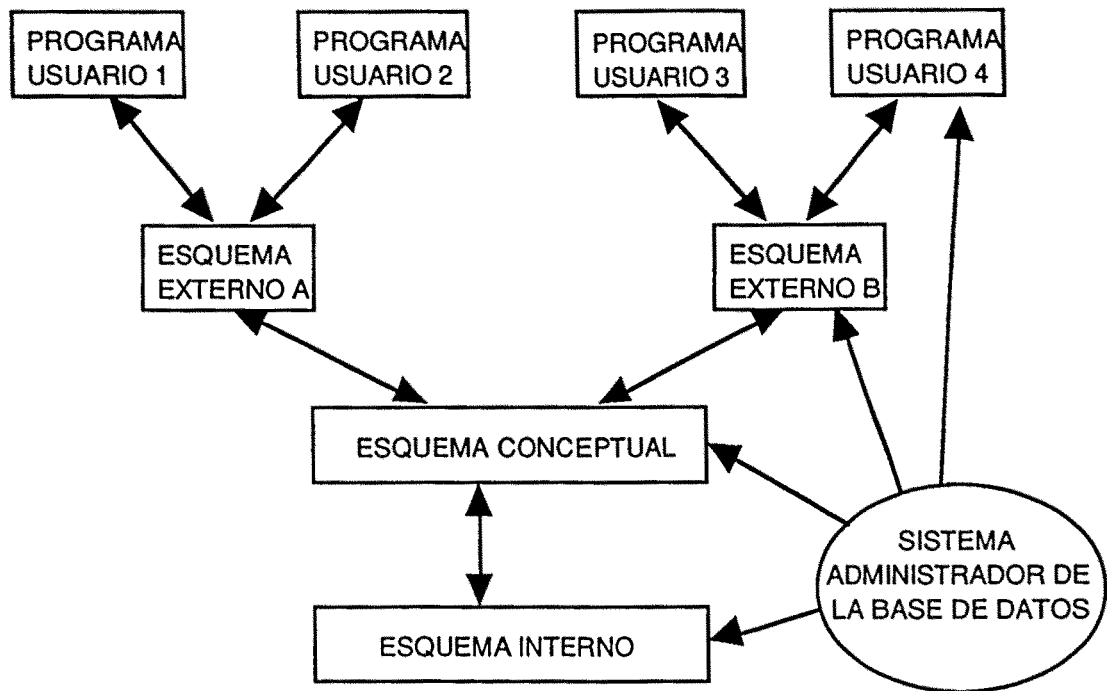 PROGRAMA
USUARIO 1
PROGRAMA
USUARIO 2
PROGRAMA
USUARIO 3
PROGRAMA
USUARIO 4
ESQUEMA
EXTERNO A
ESQUEMA
EXTERNO B
ESQUEMA CONCEPTUAL
SISTEMA
ADMINISTRADOR DE
LA BASE DE DATOS
ESQUEMA INTERNO